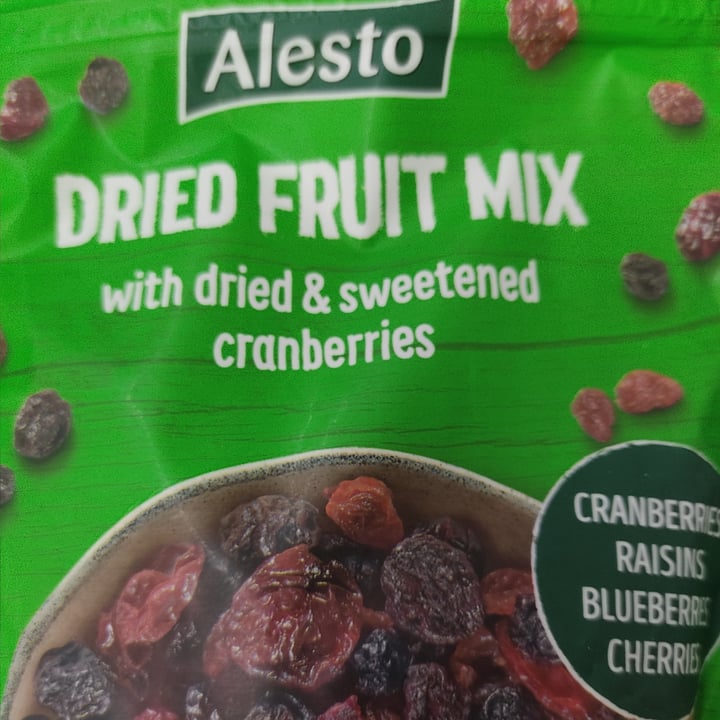 Alesto
DRIED FRUIT MIX
with dried & sweetened
cranberries
CRANBERRIES
RAISINS
BLUEBERRIES
CHERRIES